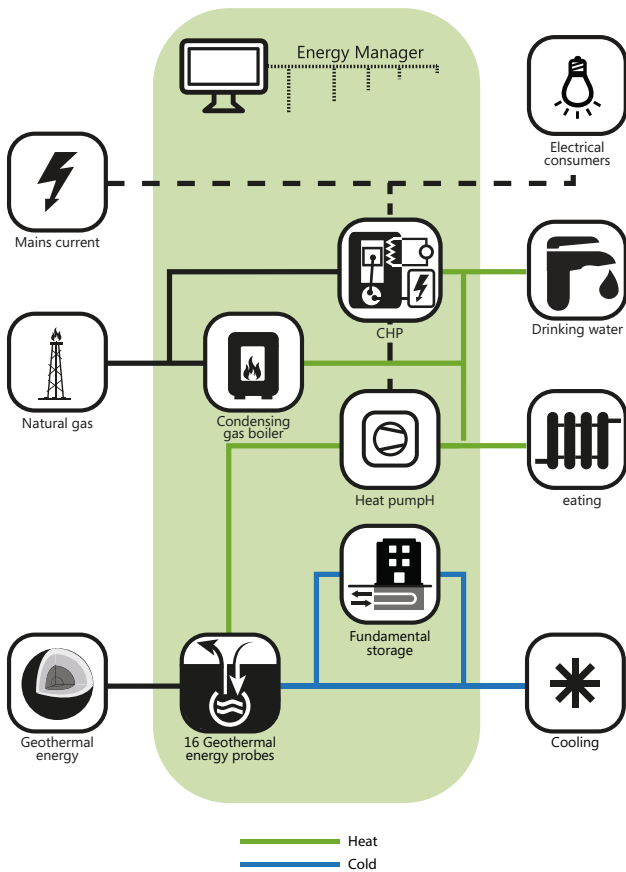 Energy Manager
Electrical
consumers
Mains current
CHP
Drinking water
Natural gas
Condensing
gas boiler
Heat pumpH
eating
Fundamental
storage
Geothermal
energy
16 Geothermal
energy probes
Cooling
Heat
Cold